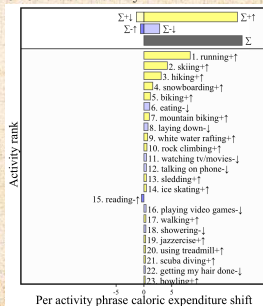 Σ+↓ Σ+↑
Σ-↑ Σ-↓
Σ
1. running+↑
2. skiing+↑
3. hiking+↑
4. snowboarding+↑
5. biking+↑
6. eating-↓
7. mountain biking+↑
8. laying down-↓
9. white water rafting+↑
10. rock climbing+↑
11. watching tv/movies-↓
12. talking on phone-↓
13. sledding+↑
14. ice skating+↑
15. reading-↑
16. playing video games-↓
17. walking+↑
18. showering-↓
19. jazzercise+↑
20. using treadmill+↑
21. scuba diving+↑
22. getting my hair done-↓
23. bowling+↑
Activity rank
-5 0 5
Per activity phrase caloric expenditure shift